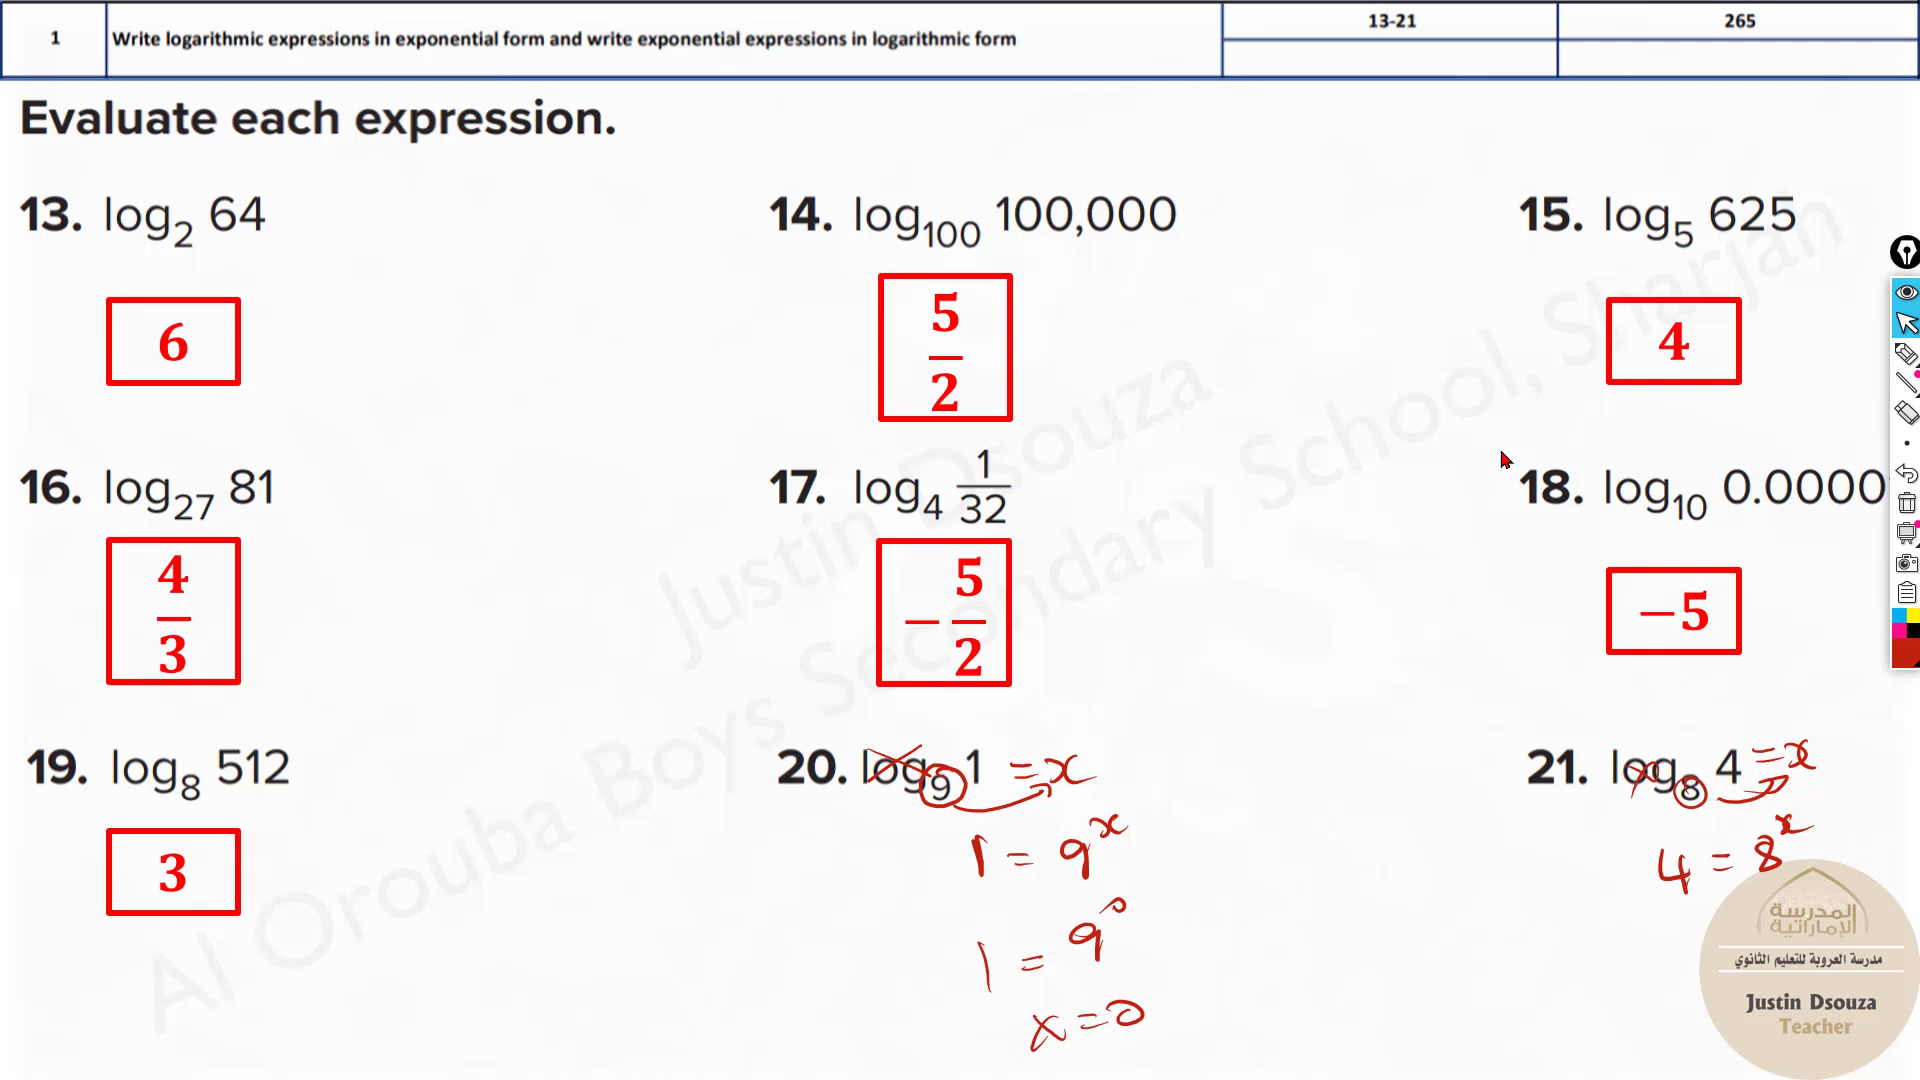 1 Write logarithmic expressions in exponential form and write exponential expressions in logarithmic form 13-21 265
Evaluate each expression.
13. log₂ 64
14. log₁₀₀ 100,000
15. log₅ 625
6
5/2
4
16. log₂₇ 81
17. log₄ 1/32
18. log₁₀ 0.0000
4/3
−5/2
−5
19. log₈ 512
20. log₉ 1 = x
21. log₈ 4 = x
3
1 = 9ˣ
4 = 8ˣ
1 = 9⁰
x = 0
Justin Dsouza
Al Orouba Boys Secondary School, Sharjah
المدرسة
الإماراتية
مدرسة العروبة للتعليم الثانوي
Justin Dsouza
Teacher